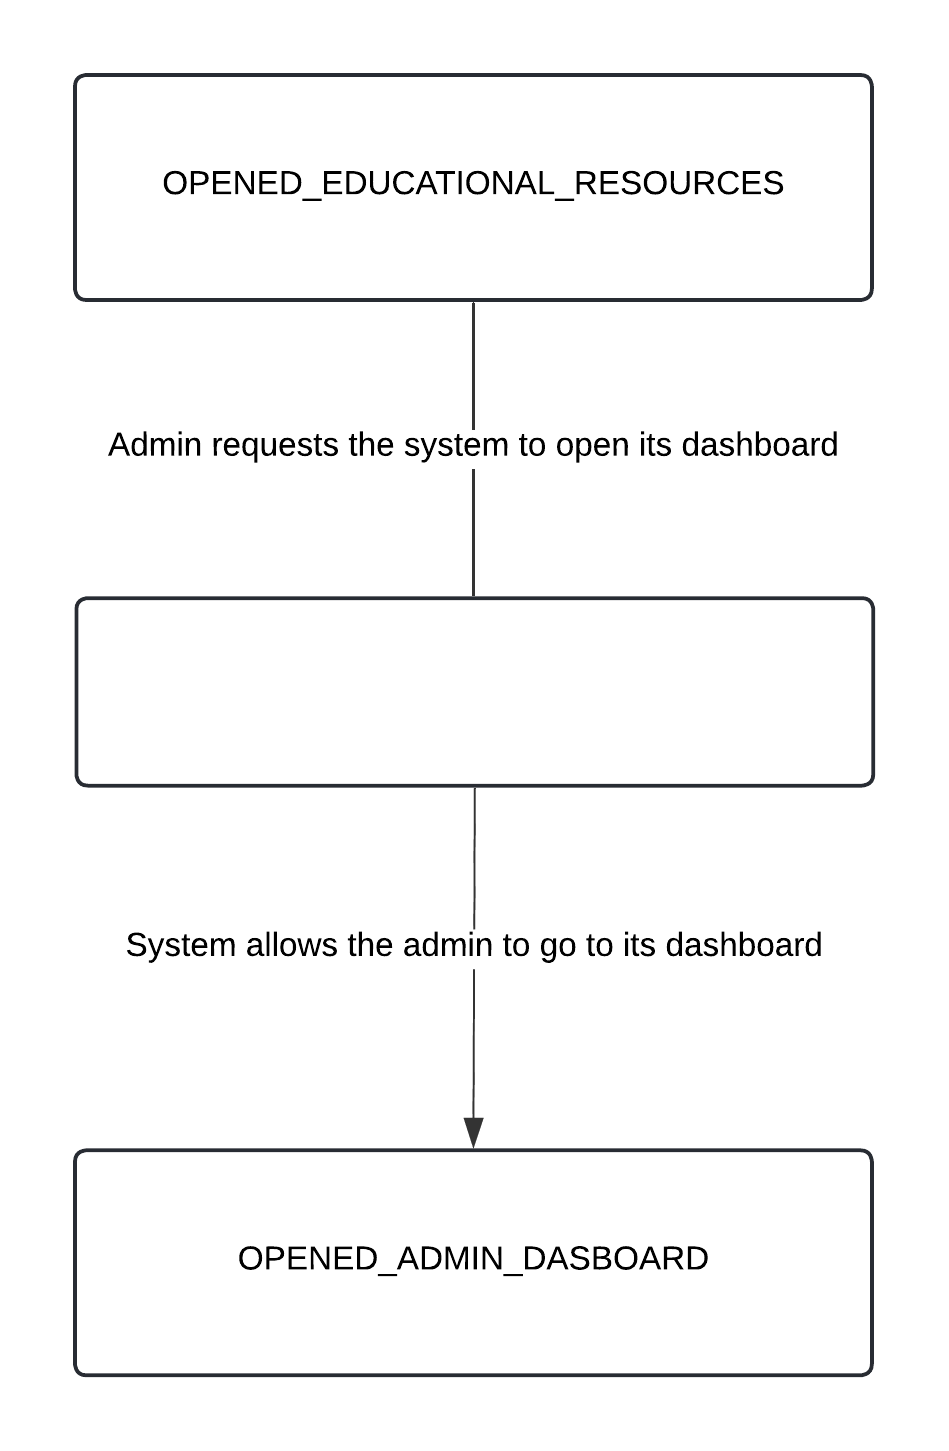 OPENED_EDUCATIONAL_RESOURCES
Admin requests the system to open its dashboard
System allows the admin to go to its dashboard
OPENED_ADMIN_DASBOARD